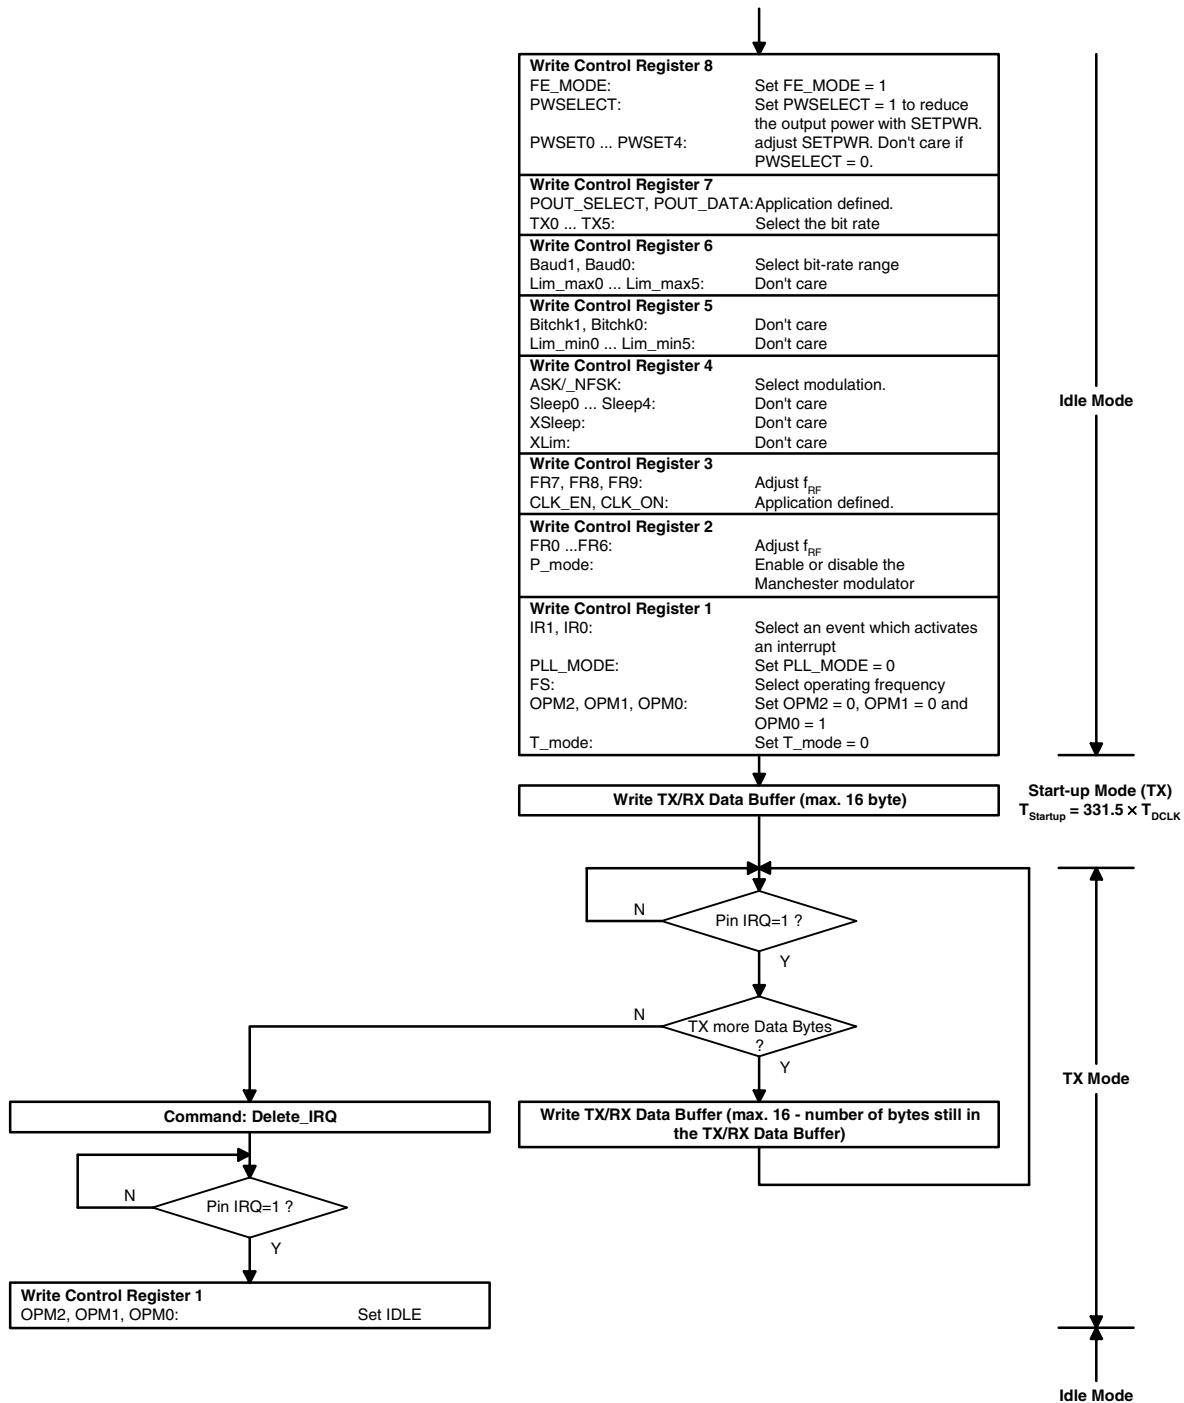 Write Control Register 8
FE_MODE: Set FE_MODE = 1
PWSELECT: Set PWSELECT = 1 to reduce
the output power with SETPWR.
PWSET0 ... PWSET4: adjust SETPWR. Don't care if
PWSELECT = 0.
Write Control Register 7
POUT_SELECT, POUT_DATA: Application defined.
TX0 ... TX5: Select the bit rate
Write Control Register 6
Baud1, Baud0: Select bit-rate range
Lim_max0 ... Lim_max5: Don't care
Write Control Register 5
Bitchk1, Bitchk0: Don't care
Lim_min0 ... Lim_min5: Don't care
Write Control Register 4
ASK/_NFSK: Select modulation.
Sleep0 ... Sleep4: Don't care
XSleep: Don't care
XLim: Don't care
Idle Mode
Write Control Register 3
FR7, FR8, FR9: Adjust fRF
CLK_EN, CLK_ON: Application defined.
Write Control Register 2
FR0 ...FR6: Adjust fRF
P_mode: Enable or disable the
Manchester modulator
Write Control Register 1
IR1, IR0: Select an event which activates
an interrupt
PLL_MODE: Set PLL_MODE = 0
FS: Select operating frequency
OPM2, OPM1, OPM0: Set OPM2 = 0, OPM1 = 0 and
OPM0 = 1
T_mode: Set T_mode = 0
Write TX/RX Data Buffer (max. 16 byte)
Start-up Mode (TX)
TStartup = 331.5 × TDCLK
N
Pin IRQ=1 ?
Y
N
TX more Data Bytes
?
Y
TX Mode
Write TX/RX Data Buffer (max. 16 - number of bytes still in
the TX/RX Data Buffer)
Command: Delete_IRQ
N
Pin IRQ=1 ?
Y
Write Control Register 1
OPM2, OPM1, OPM0: Set IDLE
Idle Mode